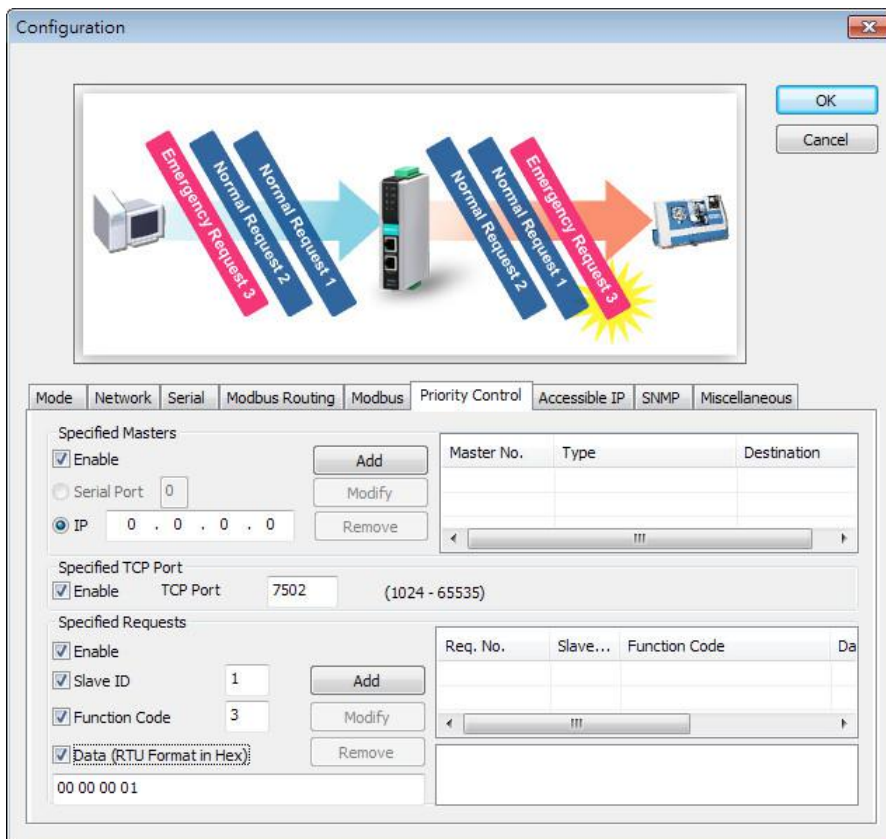 Configuration
OK
Cancel
Emergency Request 3
Normal Request 2
Normal Request 1
Normal Request 2
Normal Request 1
Emergency Request 3
Mode Network Serial Modbus Routing Modbus Priority Control Accessible IP SNMP Miscellaneous
Specified Masters
Enable
Add
Serial Port 0
Modify
IP 0 . 0 . 0 . 0
Remove
Master No. Type Destination
Specified TCP Port
Enable TCP Port 7502 (1024 - 65535)
Specified Requests
Enable
Slave ID 1
Add
Function Code 3
Modify
Data (RTU Format in Hex)
Remove
00 00 00 01
Req. No. Slave... Function Code Da